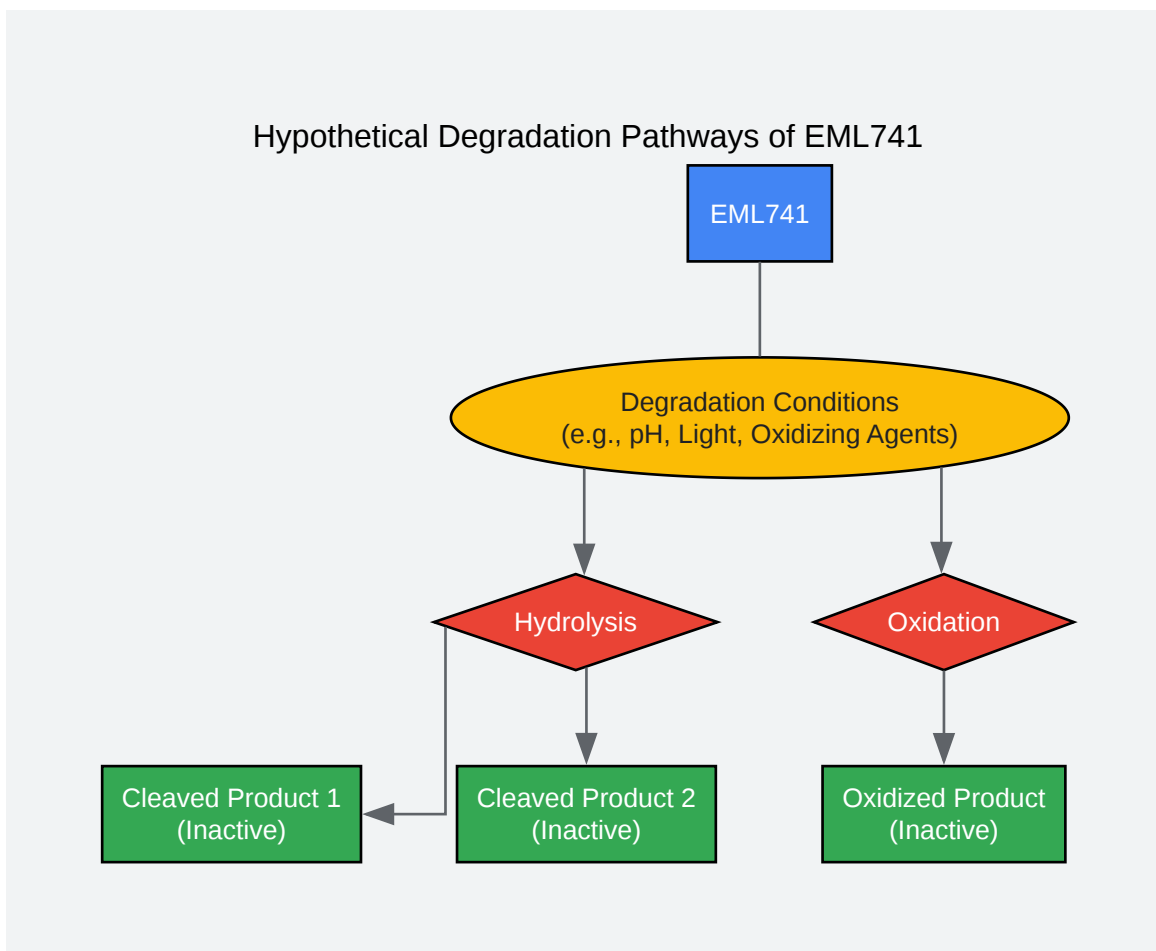 Hypothetical Degradation Pathways of EML741
EML741
Degradation Conditions
(e.g., pH, Light, Oxidizing Agents)
Hydrolysis
Oxidation
Cleaved Product 1
(Inactive)
Cleaved Product 2
(Inactive)
Oxidized Product
(Inactive)